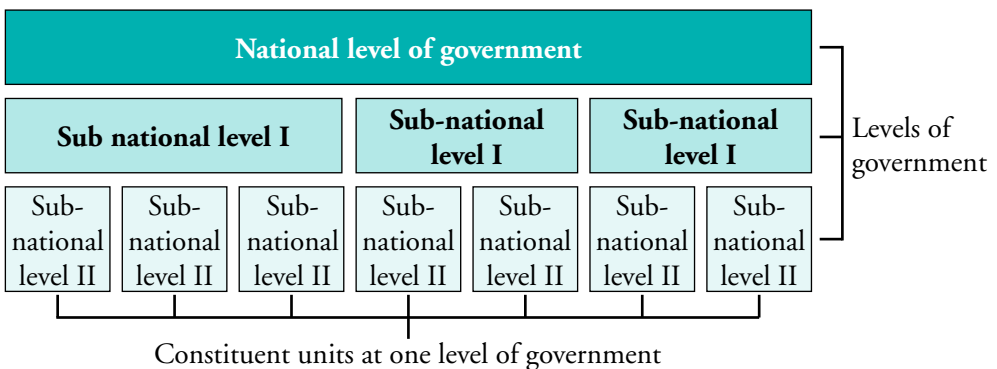 National level of government
Sub national level I
Sub-national
level I
Sub-national
level I
Levels of
government
Sub-
national
level II
Sub-
national
level II
Sub-
national
level II
Sub-
national
level II
Sub-
national
level II
Sub-
national
level II
Sub-
national
level II
Constituent units at one level of government